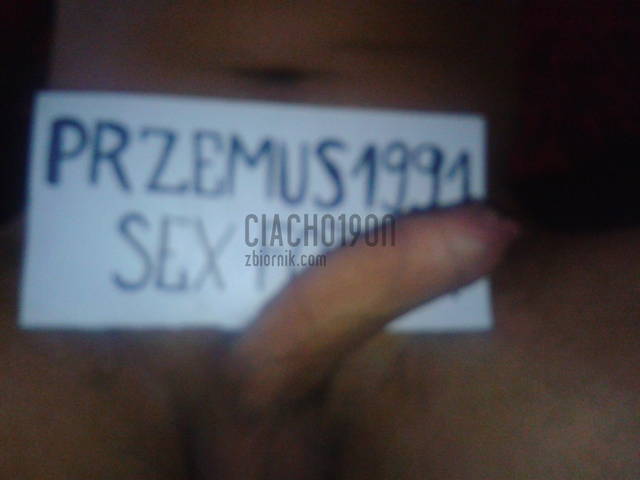 PRZEMUS1991
SEX
CIACHO190N
zbiornik.com